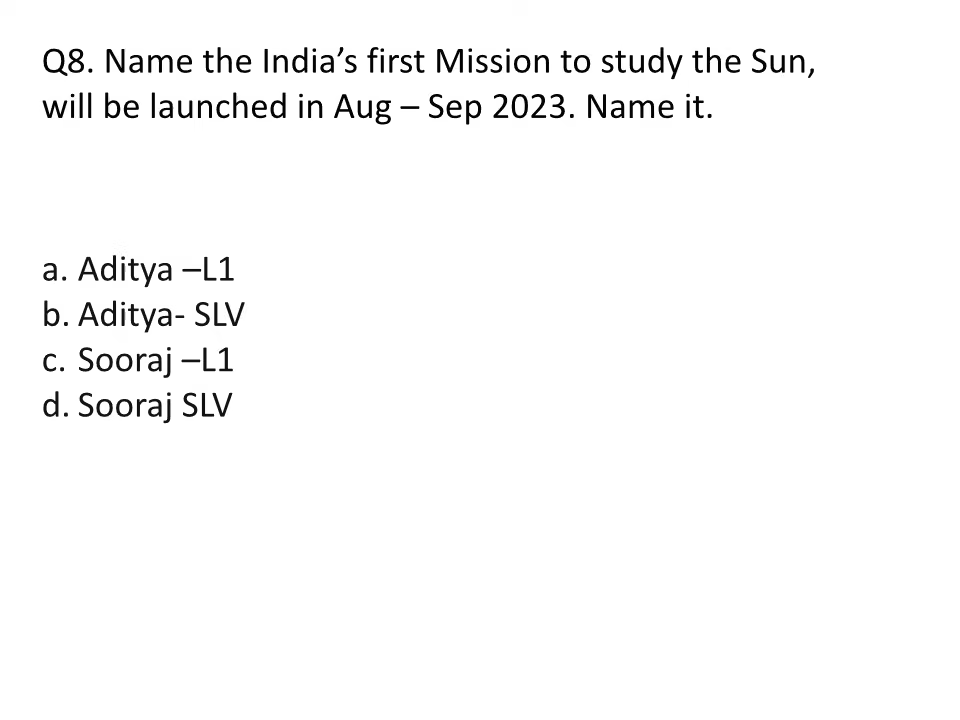 Q8. Name the India’s first Mission to study the Sun,
will be launched in Aug – Sep 2023. Name it.
a. Aditya –L1
b. Aditya- SLV
c. Sooraj –L1
d. Sooraj SLV